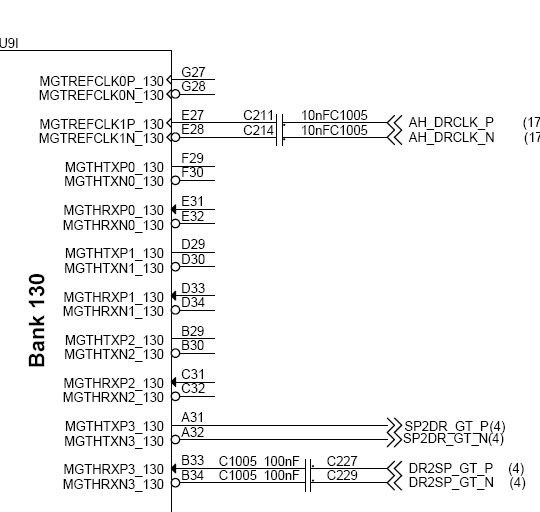 U9I
MGTREFCLK0P_130 G27
MGTREFCLK0N_130 G28
MGTREFCLK1P_130 E27 C211 10nFC1005 AH_DRCLK_P (17
MGTREFCLK1N_130 E28 C214 10nFC1005 AH_DRCLK_N (17
MGTHTXP0_130 F29
MGTHTXN0_130 F30
MGTHRXP0_130 E31
MGTHRXN0_130 E32
MGTHTXP1_130 D29
MGTHTXN1_130 D30
Bank 130
MGTHRXP1_130 D33
MGTHRXN1_130 D34
MGTHTXP2_130 B29
MGTHTXN2_130 B30
MGTHRXP2_130 C31
MGTHRXN2_130 C32
MGTHTXP3_130 A31 SP2DR_GT_P(4)
MGTHTXN3_130 A32 SP2DR_GT_N(4)
MGTHRXP3_130 B33 C1005 100nF C227 DR2SP_GT_P (4)
MGTHRXN3_130 B34 C1005 100nF C229 DR2SP_GT_N (4)